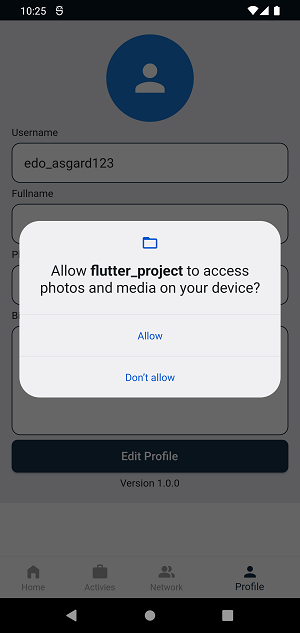 10:25
Username
edo_asgard123
Fullname
Allow flutter_project to access
photos and media on your device?
Allow
Don't allow
Edit Profile
Version 1.0.0
Home
Activies
Network
Profile